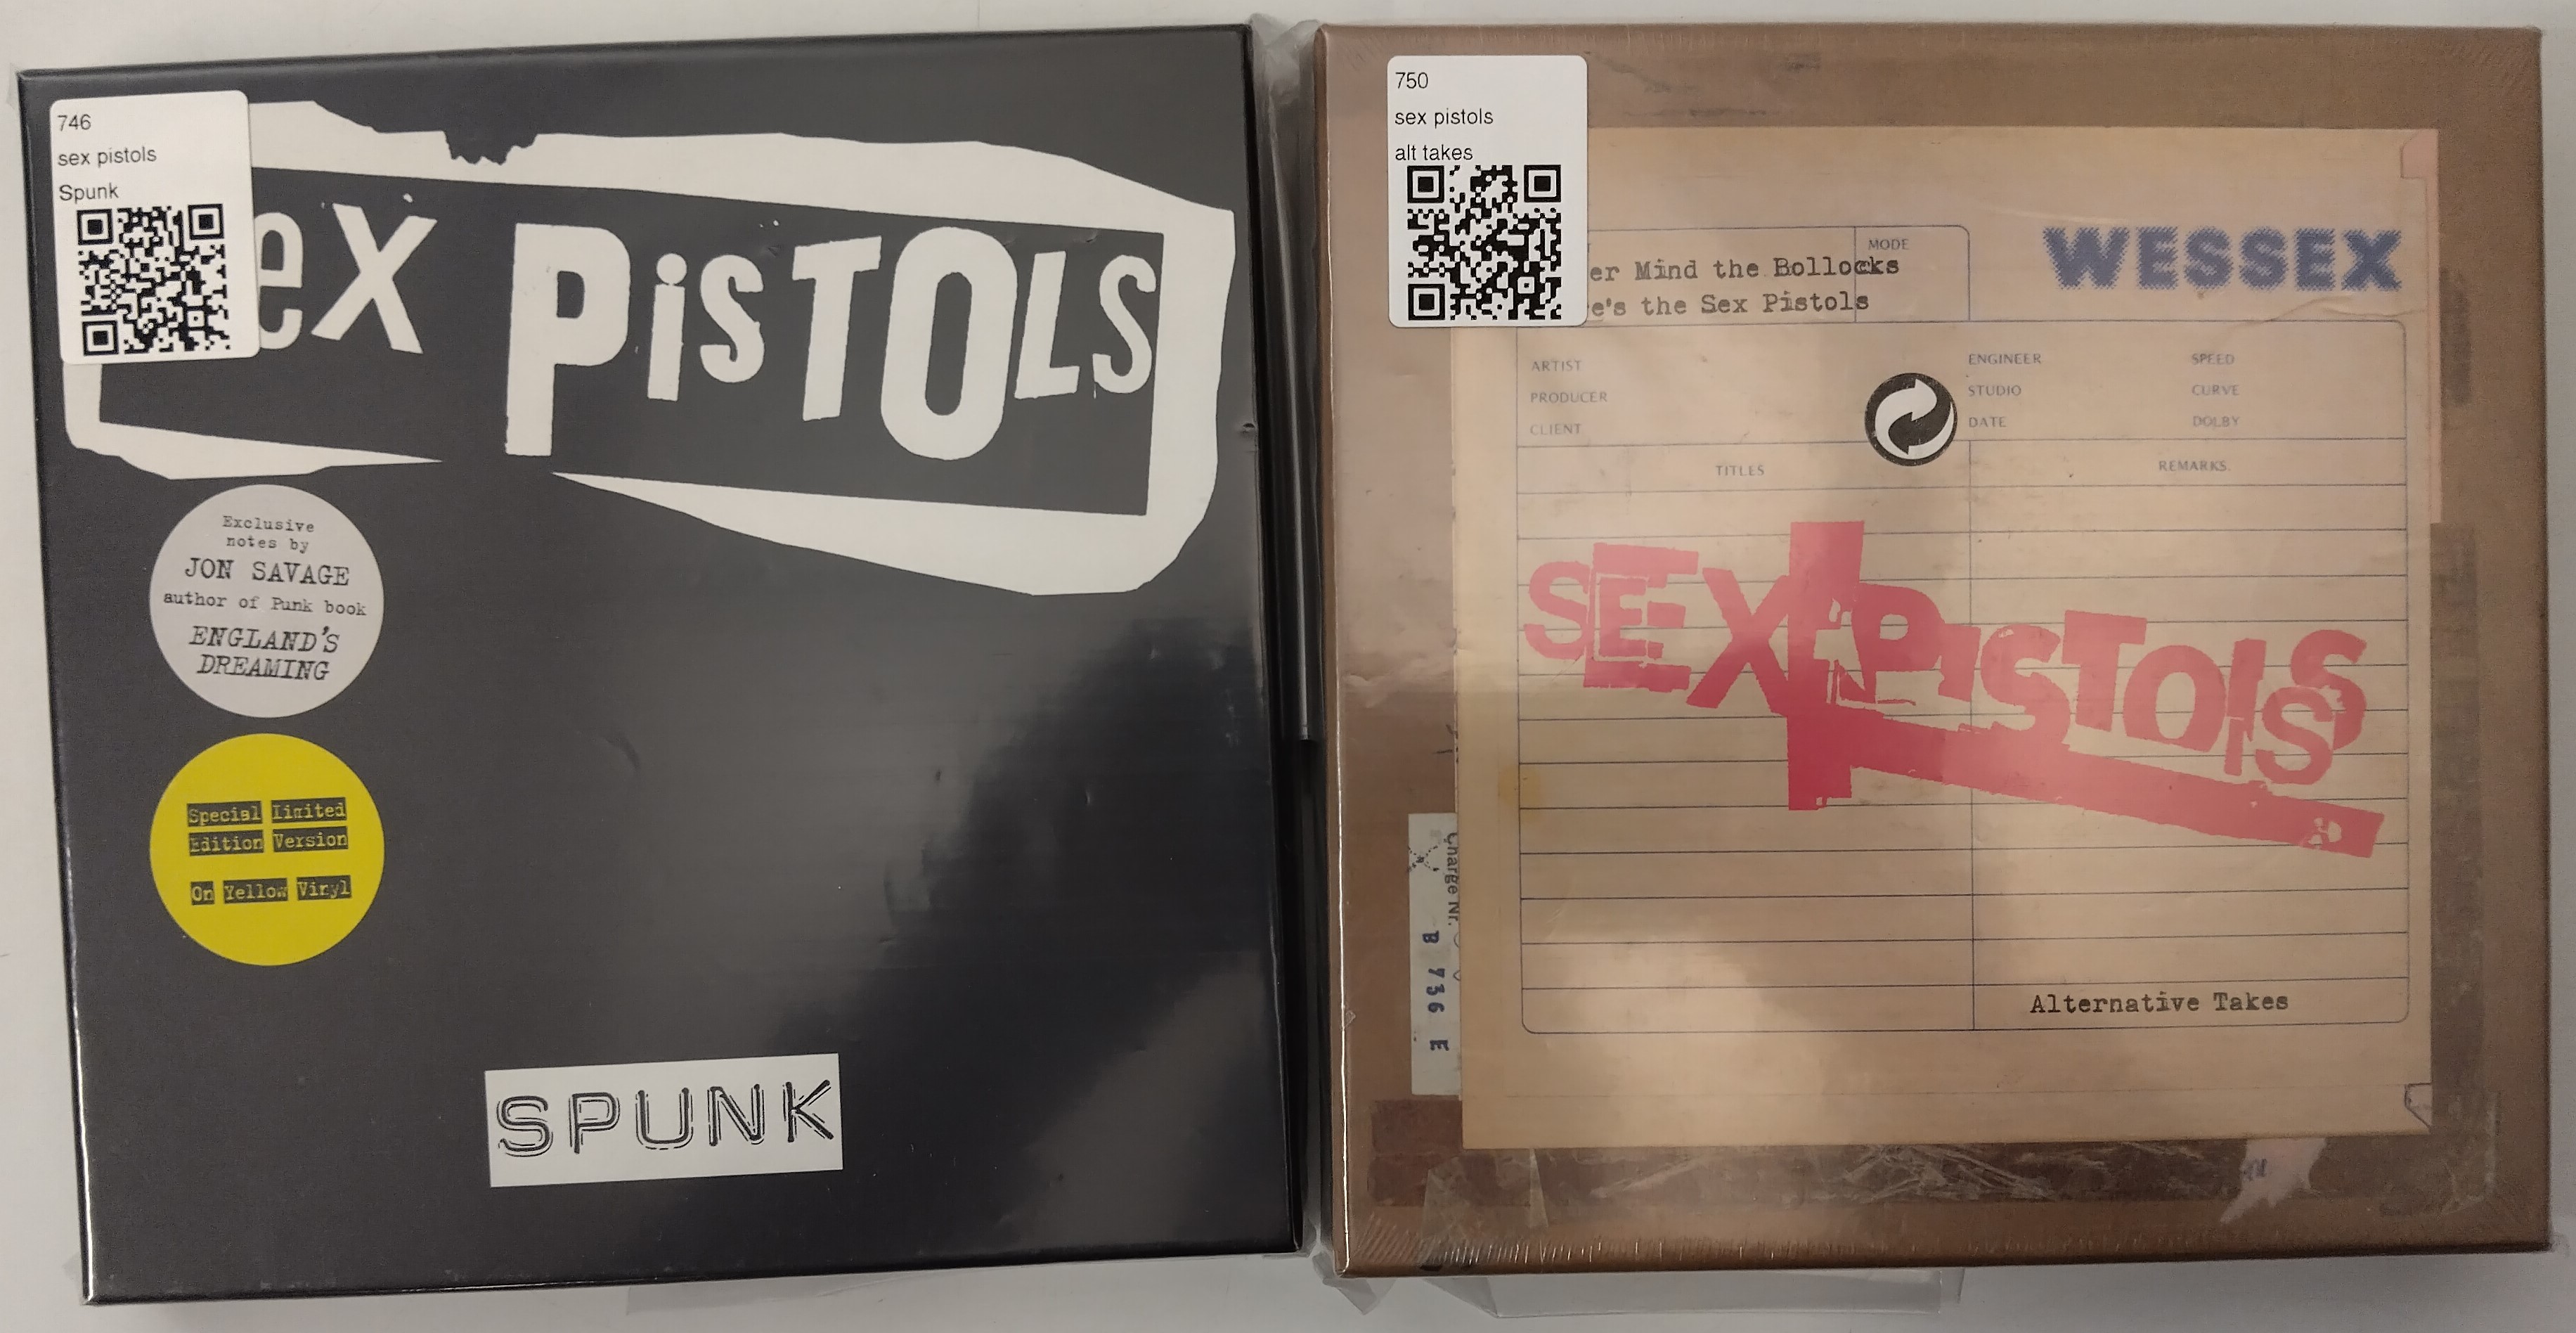 746
sex pistols
Spunk
ex PiSTOLS
Exclusive
notes by
JON SAVAGE
author of Punk book
ENGLAND'S
DREAMING
Special Limited
Edition Version
On Yellow Vinyl
SPUNK
750
sex pistols
alt takes
MODE
er Mind the Bollocks
e's the Sex Pistols
WESSEX
ARTIST
PRODUCER
CLIENT
ENGINEER
STUDIO
DATE
SPEED
CURVE
DOLBY
TITLES
REMARKS.
SEX PISTOLS
Charge Nr.
B 736 E
Alternative Takes